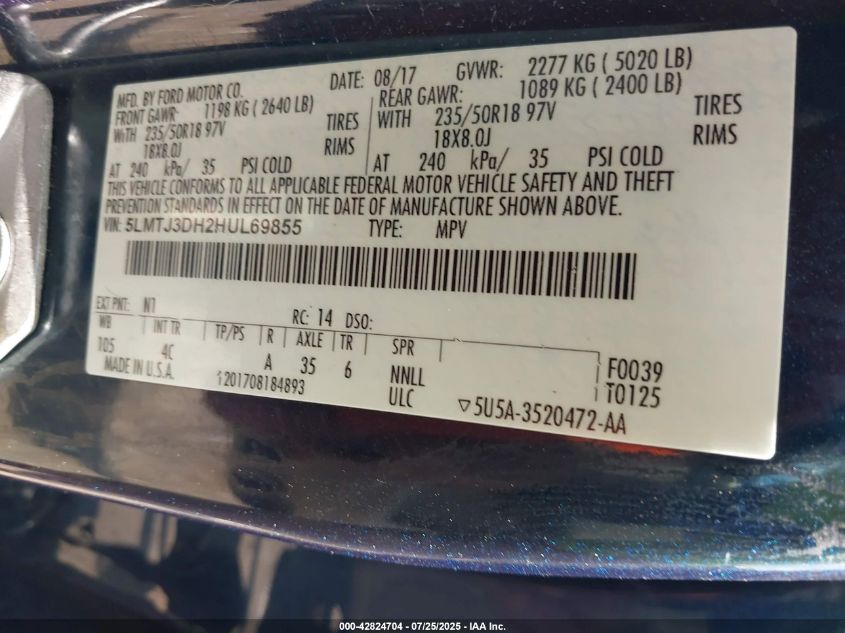 MFD. BY FORD MOTOR CO. DATE: 08/17 GVWR: 2277 KG ( 5020 LB)
FRONT GAWR: 1198 KG ( 2640 LB) REAR GAWR: 1089 KG ( 2400 LB)
WITH 235/50R18 97V TIRES WITH 235/50R18 97V TIRES
18X8.0J RIMS 18X8.0J RIMS
AT 240 kPa/ 35 PSI COLD AT 240 kPa/ 35 PSI COLD
THIS VEHICLE CONFORMS TO ALL APPLICABLE FEDERAL MOTOR VEHICLE SAFETY AND THEFT
PREVENTION STANDARDS IN EFFECT ON THE DATE OF MANUFACTURE SHOWN ABOVE.
VIN: 5LMTJ3DH2HUL69855 TYPE: MPV
EXT PNT: N1 RC: 14 DSO:
WB INT TR TP/PS R AXLE TR SPR
105 4C A 35 6 NNLL F0039
MADE IN U.S.A. 1201708184893 ULC T0125
▽5U5A-3520472-AA
000-42824704 | 07/25/2025 - IAA Inc.